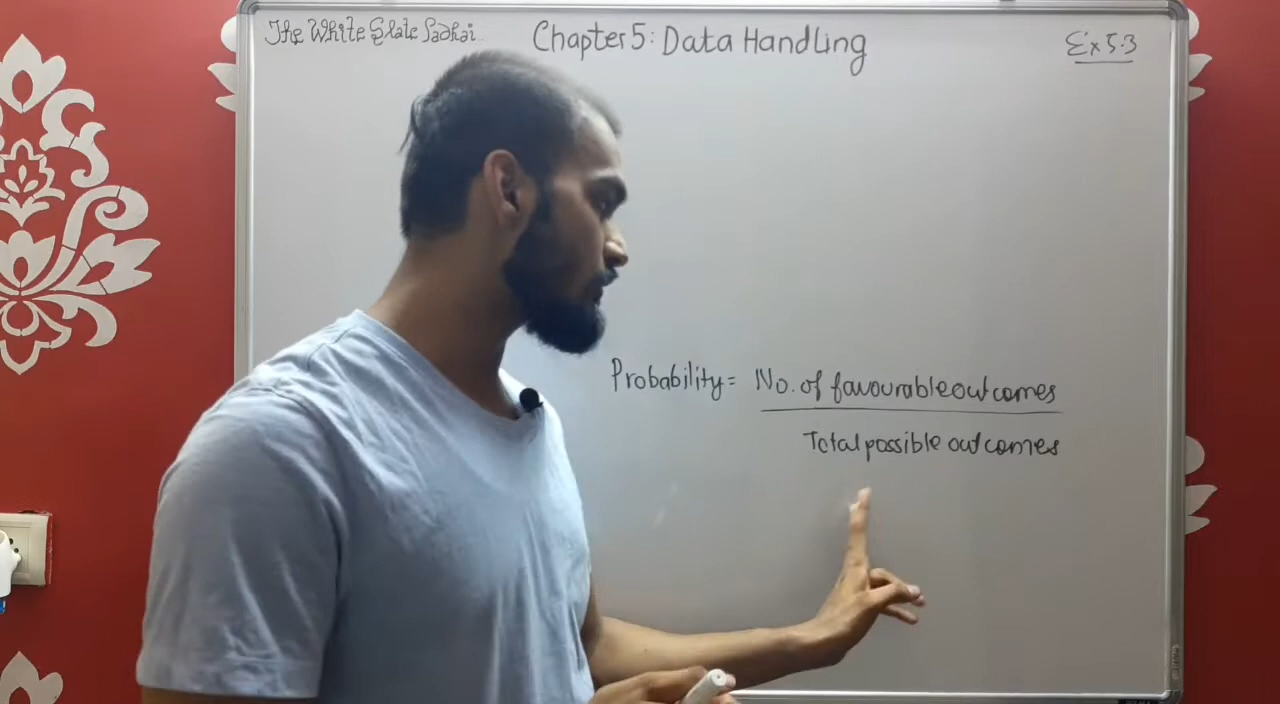 The White Slate Padhai
Chapter 5: Data Handling
Ex 5.3
Probability = No. of favourable outcomes
Total possible outcomes